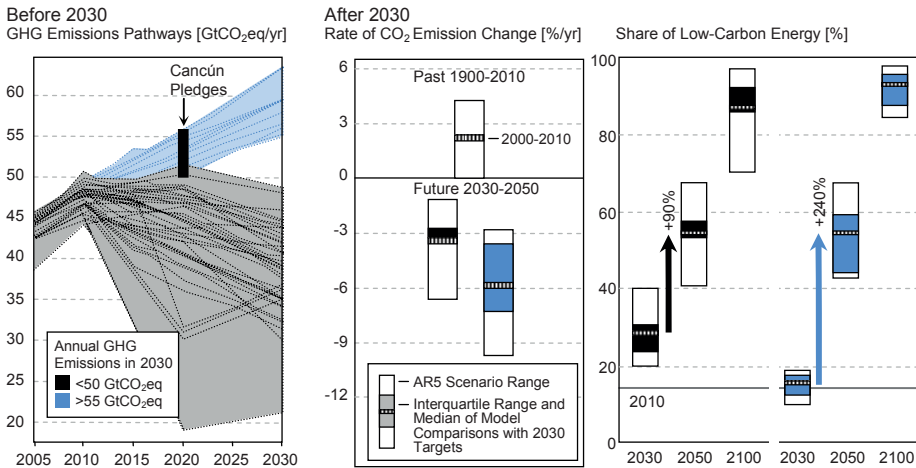 Before 2030
GHG Emissions Pathways [GtCO₂eq/yr]
60
55
50
45
40
35
30
25
20
2005 2010 2015 2020 2025 2030
Cancún
Pledges
Annual GHG
Emissions in 2030
<50 GtCO₂eq
>55 GtCO₂eq
After 2030
Rate of CO₂ Emission Change [%/yr]
6
3
0
-3
-6
-9
-12
Past 1900-2010
2000-2010
Future 2030-2050
AR5 Scenario Range
Interquartile Range and
Median of Model
Comparisons with 2030
Targets
Share of Low-Carbon Energy [%]
100
80
60
40
20
0
+90%
+240%
2010
2030 2050 2100 2030 2050 2100